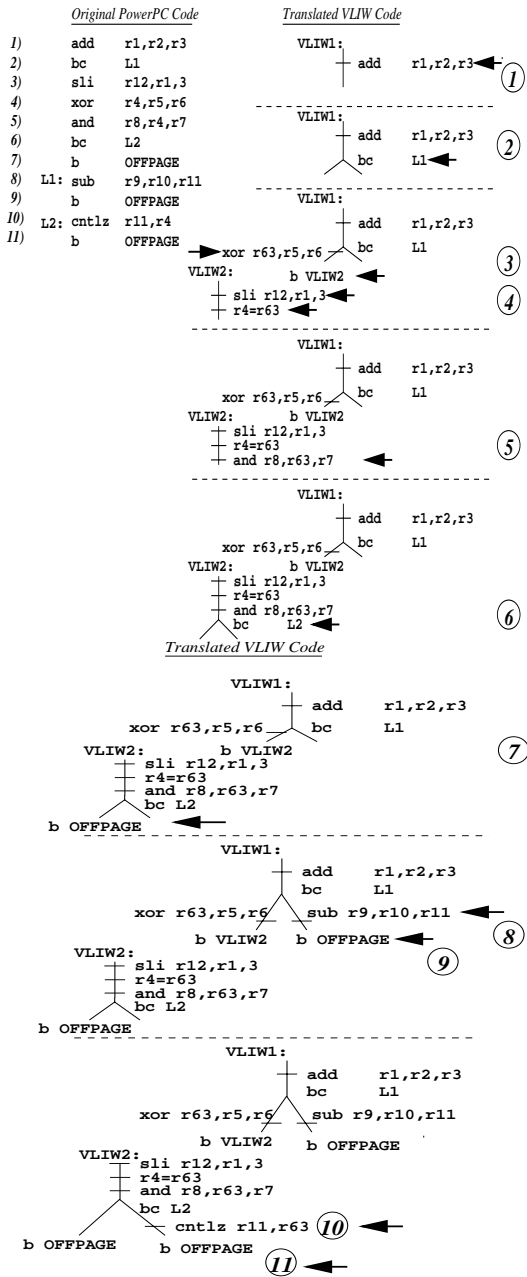 Original PowerPC Code Translated VLIW Code
1) add r1,r2,r3
2) bc L1
3) sli r12,r1,3
4) xor r4,r5,r6
5) and r8,r4,r7
6) bc L2
7) b OFFPAGE
8) L1: sub r9,r10,r11
9) b OFFPAGE
10) L2: cntlz r11,r4
11) b OFFPAGE
VLIW1:
add r1,r2,r3
1
VLIW1:
add r1,r2,r3
bc L1
2
VLIW1:
add r1,r2,r3
bc L1
xor r63,r5,r6
3
VLIW2: b VLIW2
sli r12,r1,3
4
r4=r63
VLIW1:
add r1,r2,r3
bc L1
xor r63,r5,r6
VLIW2: b VLIW2
sli r12,r1,3
r4=r63
5
and r8,r63,r7
VLIW1:
add r1,r2,r3
bc L1
xor r63,r5,r6
VLIW2: b VLIW2
sli r12,r1,3
r4=r63
and r8,r63,r7
6
bc L2
Translated VLIW Code
VLIW1:
add r1,r2,r3
xor r63,r5,r6 bc L1
7
VLIW2: b VLIW2
sli r12,r1,3
r4=r63
and r8,r63,r7
bc L2
b OFFPAGE
VLIW1:
add r1,r2,r3
bc L1
xor r63,r5,r6 sub r9,r10,r11
8
b VLIW2 b OFFPAGE
9
VLIW2:
sli r12,r1,3
r4=r63
and r8,r63,r7
bc L2
b OFFPAGE
VLIW1:
add r1,r2,r3
bc L1
xor r63,r5,r6 sub r9,r10,r11
b VLIW2 b OFFPAGE
VLIW2:
sli r12,r1,3
r4=r63
and r8,r63,r7
bc L2
cntlz r11,r63 10
b OFFPAGE b OFFPAGE
11